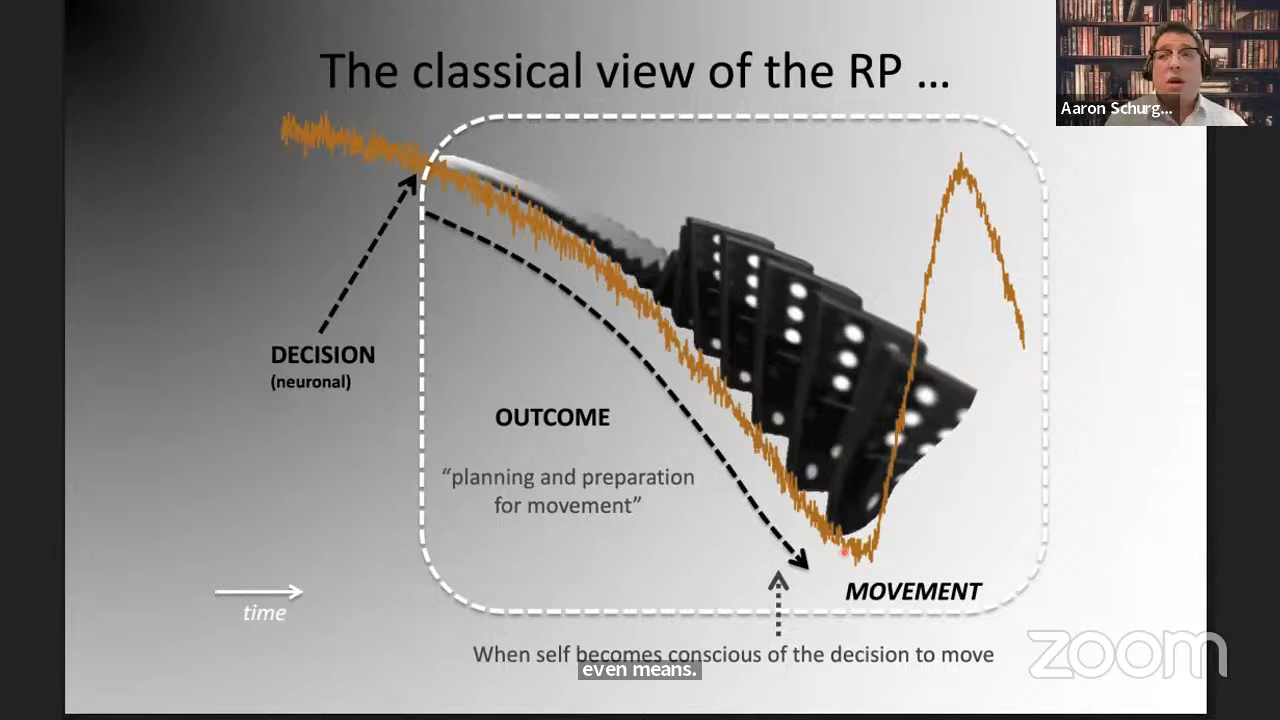 The classical view of the RP ...
Aaron Schurg...
DECISION
(neuronal)
OUTCOME
“planning and preparation
for movement”
MOVEMENT
time
When self becomes conscious of the decision to move
even means.
zoom